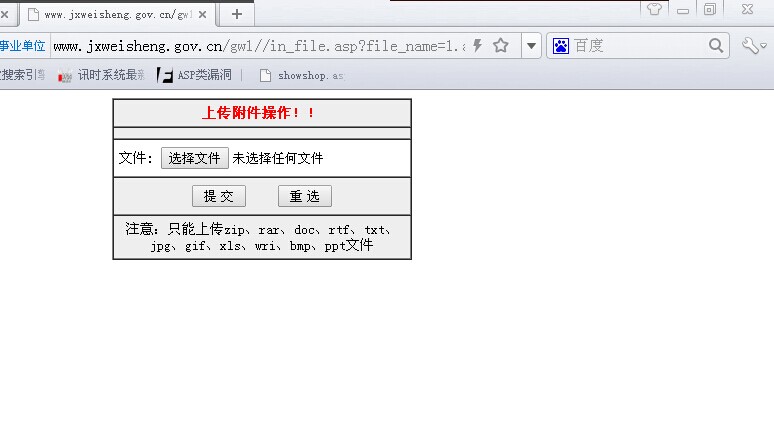 www.jxweisheng.gov.cn/gw1
事业单位 www.jxweisheng.gov.cn/gw1//in_file.asp?file_name=1.a 百度
搜索引擎 讯时系统最新 ASP类漏洞 showshop.as
上传附件操作！！
文件： 选择文件 未选择任何文件
提 交 重 选
注意：只能上传zip、rar、doc、rtf、txt、
jpg、gif、xls、wri、bmp、ppt文件